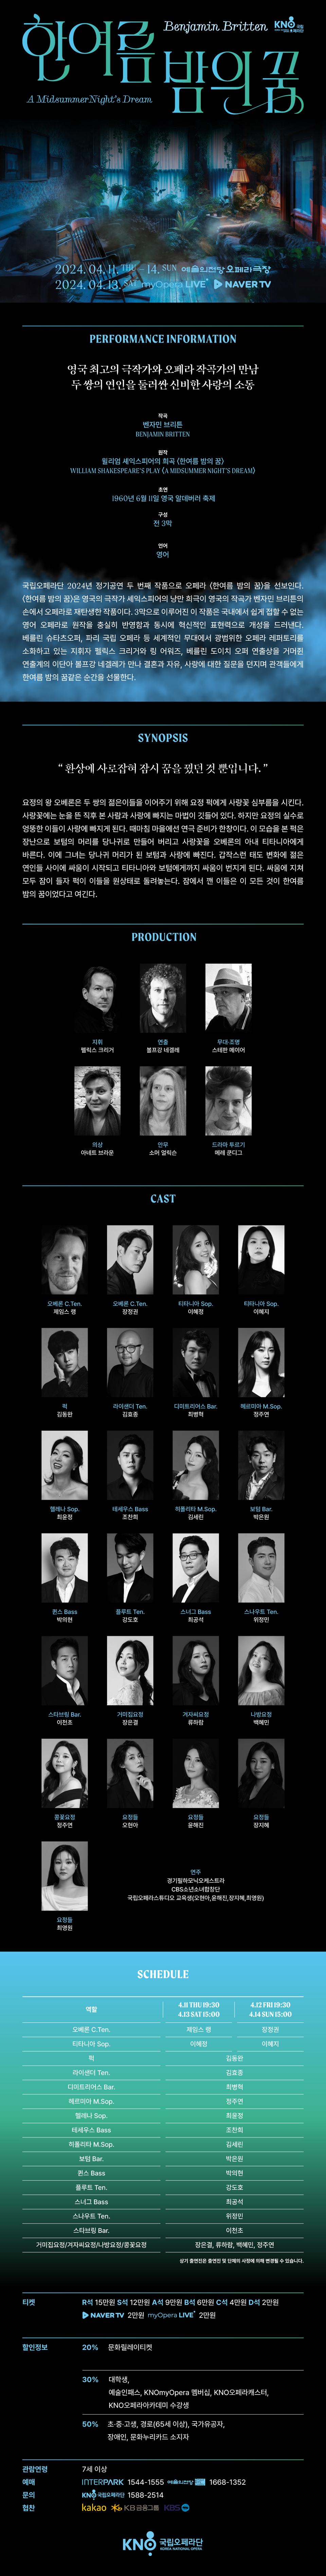 Benjamin Britten
KNO 국립오페라단
한여름 밤의 꿈
A Midsummer Night's Dream
2024. 04.11. THU – 14. SUN 예술의전당 오페라극장
2024. 04.13. SAT myOpera LIVE NAVER TV
PERFORMANCE INFORMATION
영국 최고의 극작가와 오페라 작곡가의 만남
두 쌍의 연인을 둘러싼 신비한 사랑의 소동
작곡
벤자민 브리튼
BENJAMIN BRITTEN
원작
윌리엄 셰익스피어의 희곡 〈한여름 밤의 꿈〉
WILLIAM SHAKESPEARE'S PLAY 〈A MIDSUMMER NIGHT'S DREAM〉
초연
1960년 6월 11일 영국 알데버러 축제
구성
전 3막
언어
영어
국립오페라단 2024년 정기공연 두 번째 작품으로 오페라 〈한여름 밤의 꿈〉을 선보인다.
〈한여름 밤의 꿈〉은 영국의 극작가 셰익스피어의 낭만 희극이 영국의 작곡가 벤자민 브리튼의
손에서 오페라로 재탄생한 작품이다. 3막으로 이루어진 이 작품은 국내에서 쉽게 접할 수 없는
영어 오페라로 원작을 충실히 반영함과 동시에 혁신적인 표현력으로 개성을 드러낸다.
베를린 슈타츠오퍼, 파리 국립 오페라 등 세계적인 무대에서 광범위한 오페라 레퍼토리를
소화하고 있는 지휘자 펠릭스 크리거와 링 어워즈, 베를린 도이치 오퍼 연출상을 거머쥔
연출계의 이단아 볼프강 네겔레가 만나 결혼과 자유, 사랑에 대한 질문을 던지며 관객들에게
한여름 밤의 꿈같은 순간을 선물한다.
SYNOPSIS
“ 환상에 사로잡혀 잠시 꿈을 꿨던 것 뿐입니다. ”
요정의 왕 오베론은 두 쌍의 젊은이들을 이어주기 위해 요정 퍽에게 사랑꽃 심부름을 시킨다.
사랑꽃에는 눈을 뜬 직후 본 사람과 사랑에 빠지는 마법이 깃들어 있다. 하지만 요정의 실수로
엉뚱한 이들이 사랑에 빠지게 된다. 때마침 마을에선 연극 준비가 한창이다. 이 모습을 본 퍽은
장난으로 보텀의 머리를 당나귀로 만들어 버리고 사랑꽃을 오베론의 아내 티타니아에게
바른다. 이에 그녀는 당나귀 머리가 된 보텀과 사랑에 빠진다. 갑작스런 태도 변화에 젊은
연인들 사이에 싸움이 시작되고 티타니아와 보텀에게까지 싸움이 번지게 된다. 싸움에 지쳐
모두 잠이 들자 퍽이 이들을 원상태로 돌려놓는다. 잠에서 깬 이들은 이 모든 것이 한여름
밤의 꿈이었다고 여긴다.
PRODUCTION
지휘 연출 무대·조명
펠릭스 크리거 볼프강 네겔레 스테판 메이어
의상 안무 드라마 투르기
아네트 브라운 소머 얼릭슨 메레 쿤디그
CAST
오베론 C.Ten. 오베론 C.Ten. 티타니아 Sop. 티타니아 Sop.
제임스 랭 장정권 이혜정 이혜지
퍽 라이샌더 Ten. 디미트리어스 Bar. 헤르미아 M.Sop.
김동완 김효종 최병혁 정주연
헬레나 Sop. 테세우스 Bass 히폴리타 M.Sop. 보텀 Bar.
최윤정 조찬희 김세린 박은원
퀸스 Bass 플루트 Ten. 스너그 Bass 스나우트 Ten.
박의현 강도호 최공석 위정민
스타브링 Bar. 거미집요정 겨자씨요정 나방요정
이천초 장은결 류하람 백혜민
콩꽃요정 요정들 요정들 요정들
정주연 오현아 윤해진 장지혜
요정들
최영원
연주
경기필하모닉오케스트라
CBS소년소녀합창단
국립오페라스튜디오 교육생(오현아,윤해진,장지혜,최영원)
SCHEDULE
역할 4.11 THU 19:30 4.12 FRI 19:30
4.13 SAT 15:00 4.14 SUN 15:00
오베론 C.Ten. 제임스 랭 장정권
티타니아 Sop. 이혜정 이혜지
퍽 김동완
라이샌더 Ten. 김효종
디미트리어스 Bar. 최병혁
헤르미아 M.Sop. 정주연
헬레나 Sop. 최윤정
테세우스 Bass 조찬희
히폴리타 M.Sop. 김세린
보텀 Bar. 박은원
퀸스 Bass 박의현
플루트 Ten. 강도호
스너그 Bass 최공석
스나우트 Ten. 위정민
스타브링 Bar. 이천초
거미집요정/겨자씨요정/나방요정/콩꽃요정 장은결, 류하람, 백혜민, 정주연
상기 출연진은 출연진 및 단체의 사정에 의해 변경될 수 있습니다.
티켓 R석 15만원 S석 12만원 A석 9만원 B석 6만원 C석 4만원 D석 2만원
NAVER TV 2만원 myOpera LIVE 2만원
할인정보 20% 문화릴레이티켓
30% 대학생,
예술인패스, KNOmyOpera 멤버십, KNO오페라캐스터,
KNO오페라아카데미 수강생
50% 초·중·고생, 경로(65세 이상), 국가유공자,
장애인, 문화누리카드 소지자
관람연령 7세 이상
예매 INTERPARK 1544-1555 예술의전당 1668-1352
문의 KNO 국립오페라단 1588-2514
협찬 kakao KB금융그룹 KBS
KNO 국립오페라단
KOREA NATIONAL OPERA